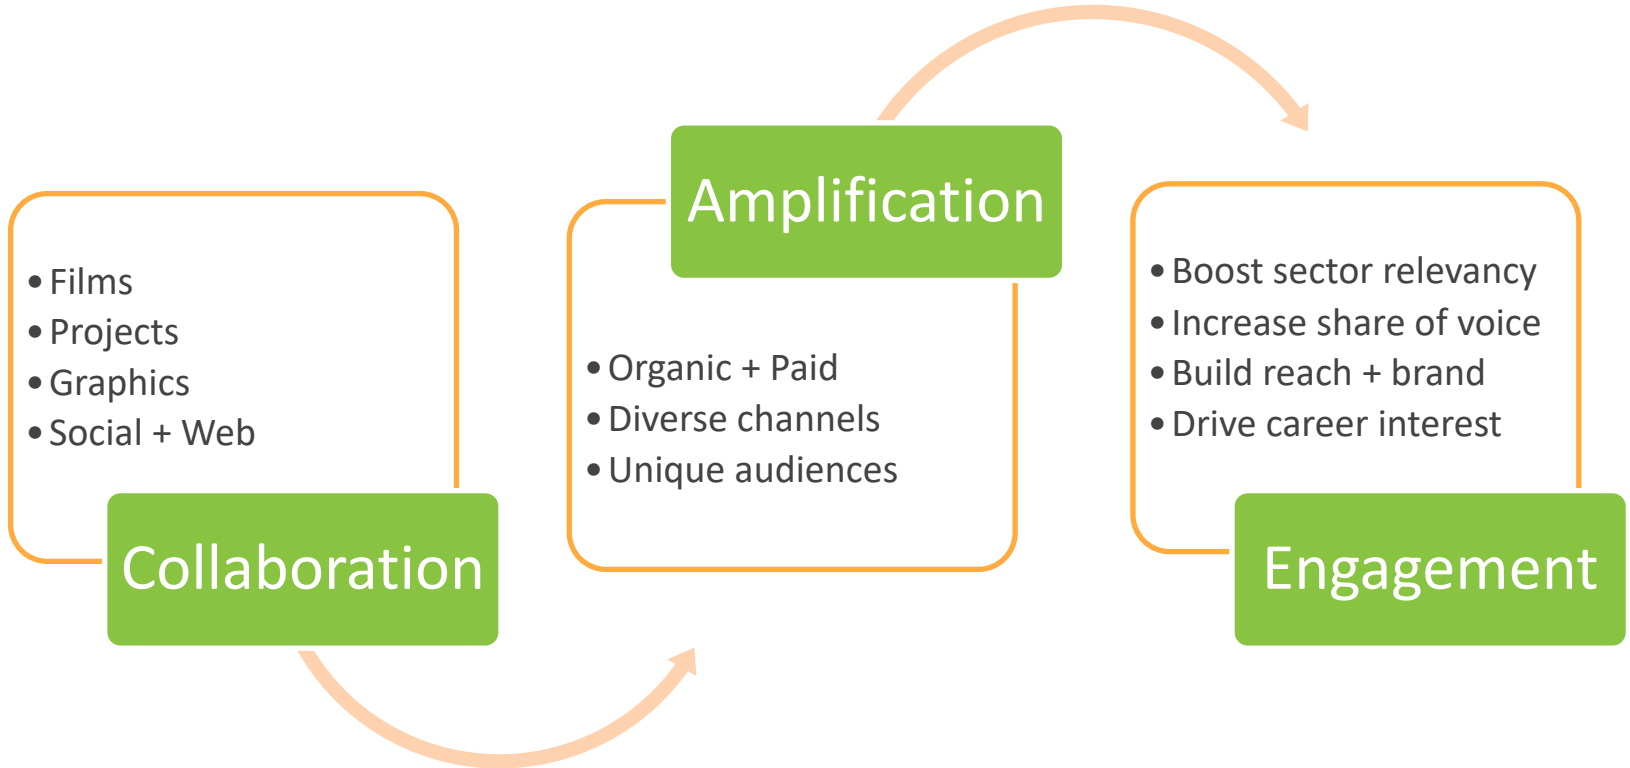 • Films
• Projects
• Graphics
• Social + Web
Collaboration
Amplification
• Organic + Paid
• Diverse channels
• Unique audiences
• Boost sector relevancy
• Increase share of voice
• Build reach + brand
• Drive career interest
Engagement